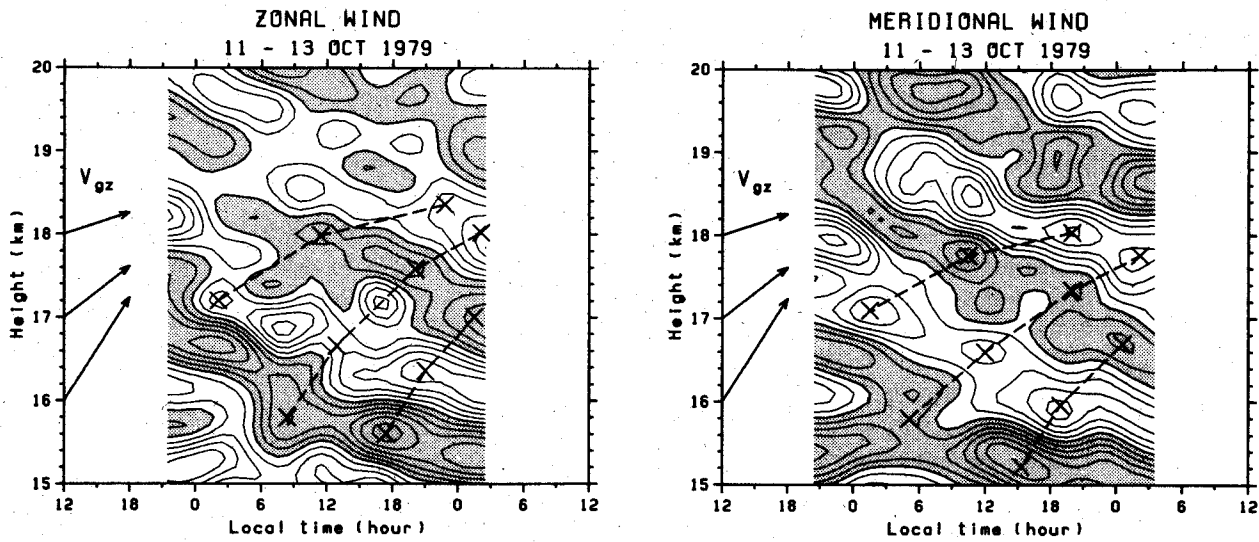 ZONAL WIND
11 - 13 OCT 1979
20
19
18
17
16
15
Height (km)
Vgz
12 18 0 6 12 18 0 6 12
Local time (hour)
MERIDIONAL WIND
11 - 13 OCT 1979
20
19
18
17
16
15
Height (km)
Vgz
12 18 0 6 12 18 0 6 12
Local time (hour)